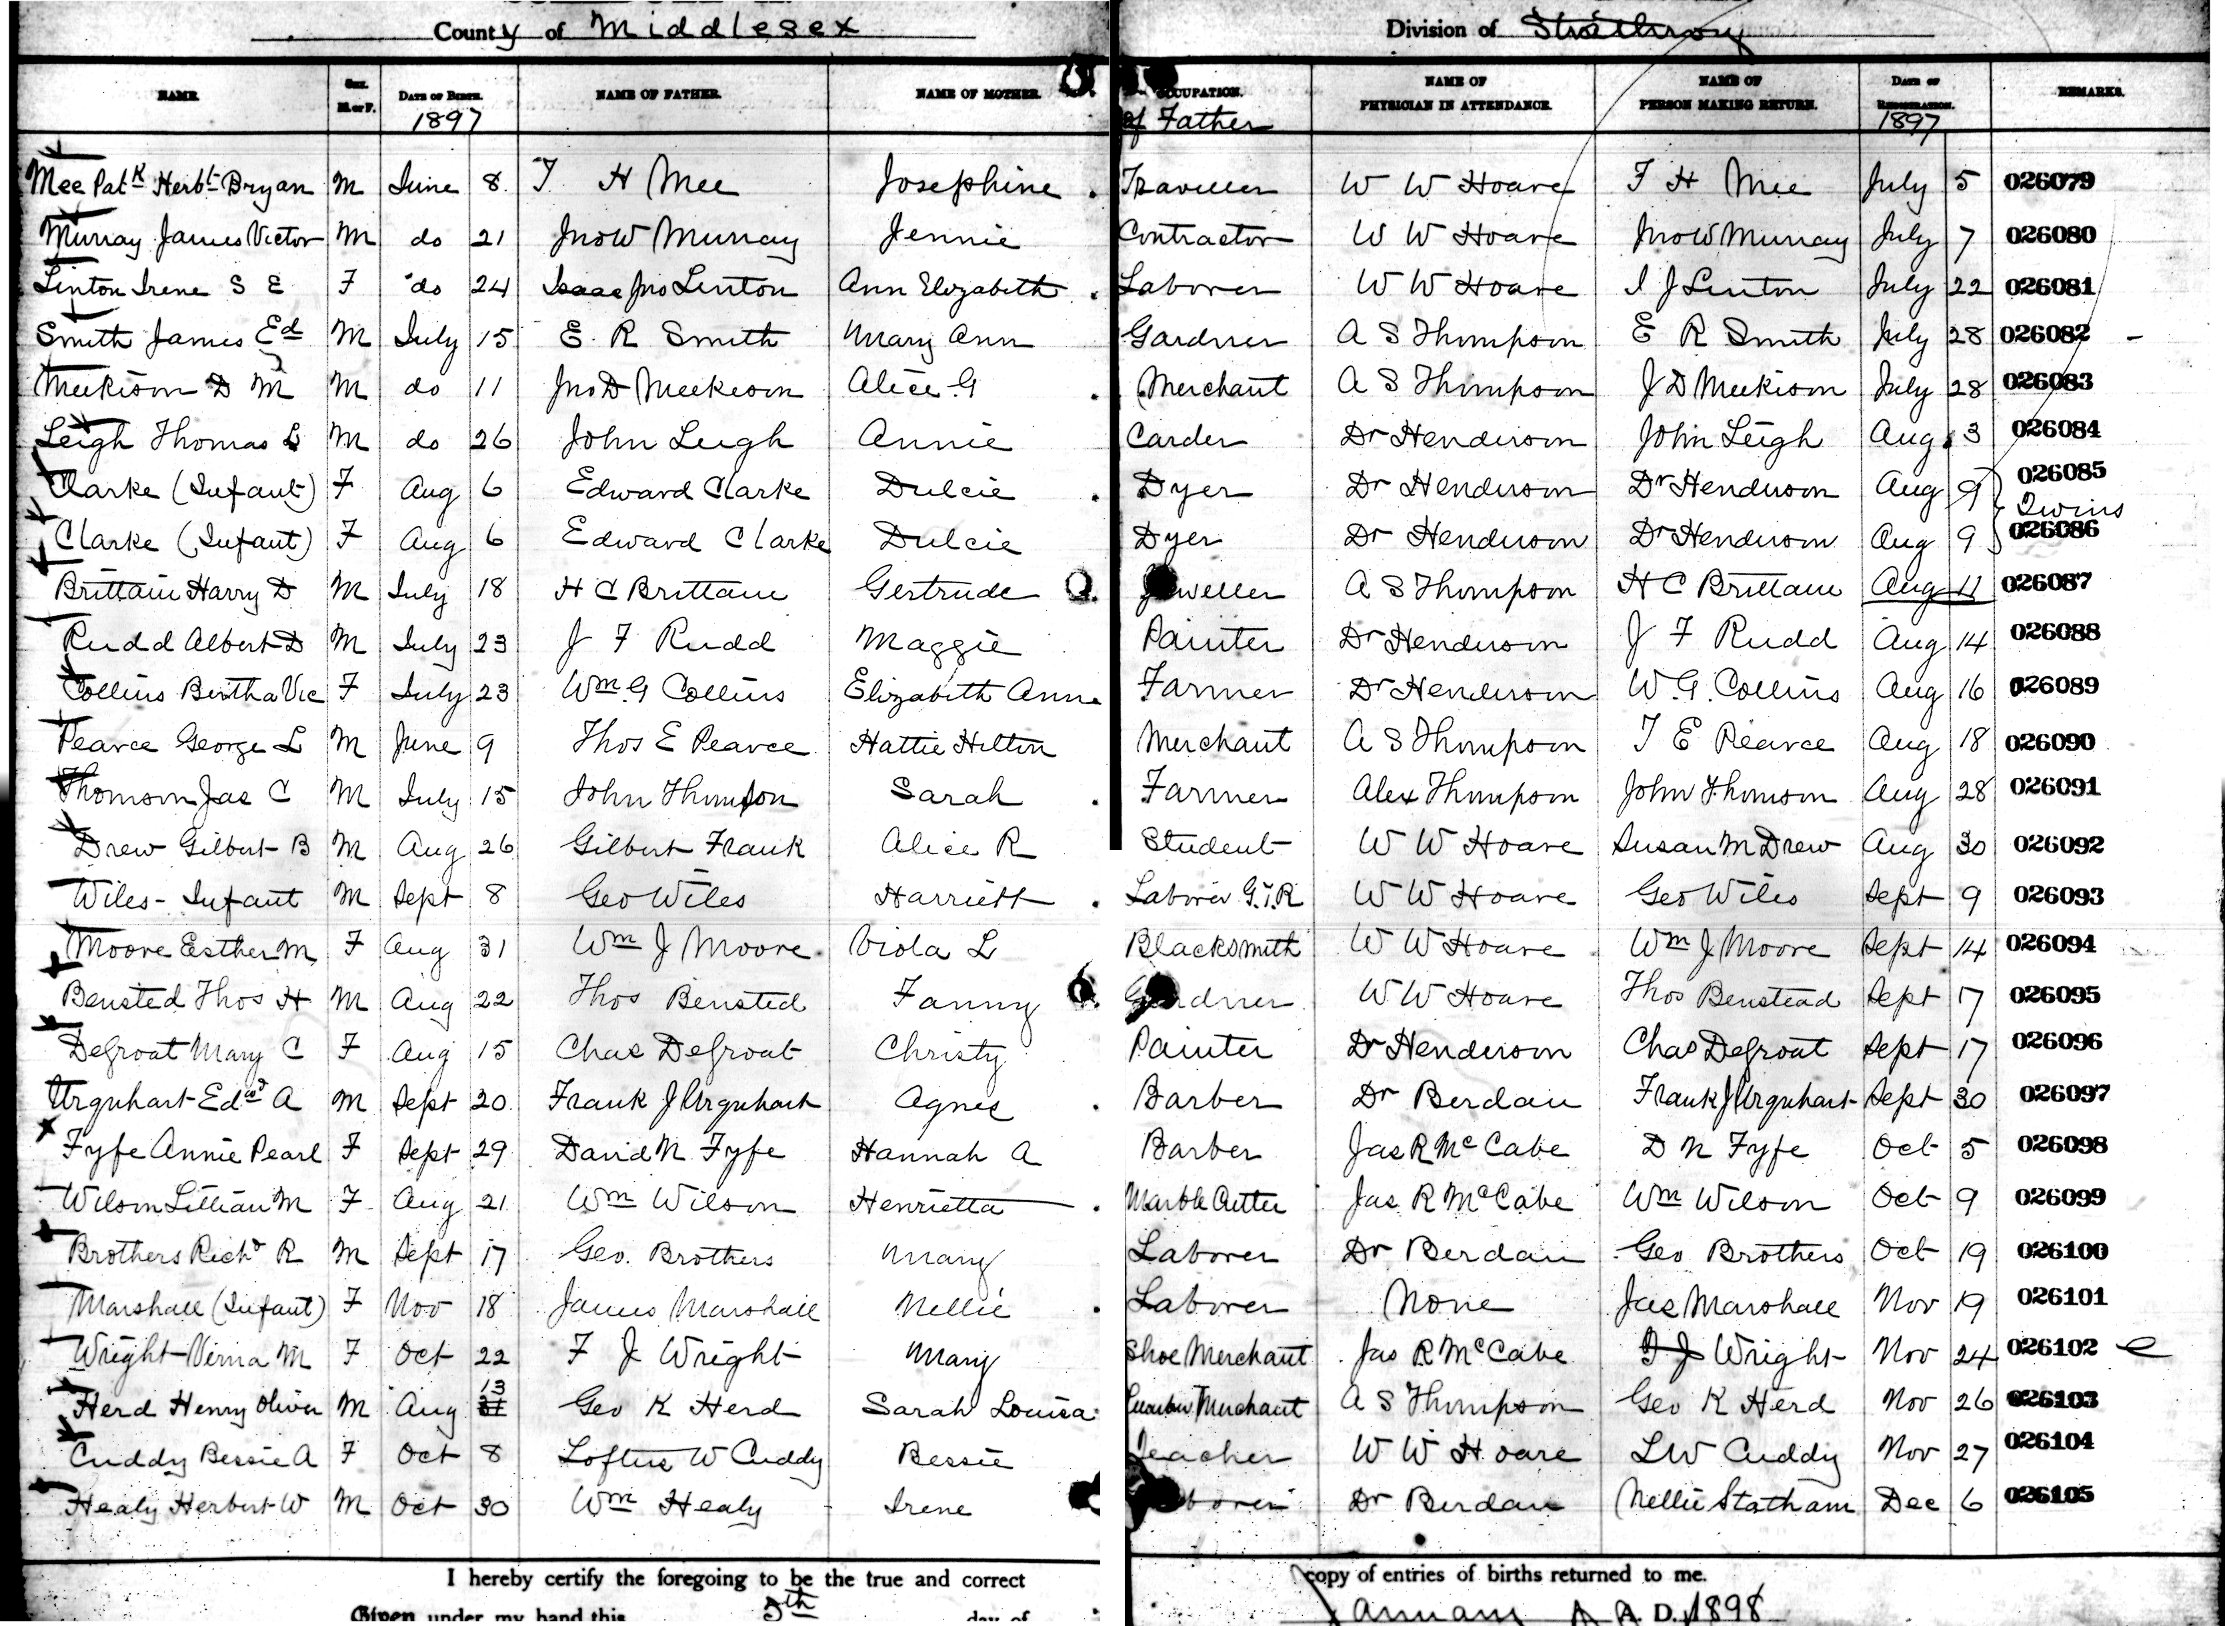 County of Middlesex Division of Strathroy
NAME. Sex. M. or F. DATE OF BIRTH. 1897 NAME OF FATHER. NAME OF MOTHER. OCCUPATION. of Father NAME OF PHYSICIAN IN ATTENDANCE. NAME OF PERSON MAKING RETURN. DATE OF REGISTRATION. 1897 REMARKS.
Mee Patk Herbt Bryan M June 8 T H Mee Josephine Traveller W W Hoare T H Mee July 5 026079
Murray James Victor M do 21 Jno W Murray Jennie Contractor W W Hoare Jno W Murray July 7 026080
Linton Irene S E F do 24 Isaac Jno Linton Ann Elizabeth Laborer W W Hoare I J Linton July 22 026081
Smith James Ed M July 15 E R Smith Mary Ann Gardner A S Thompson E R Smith July 28 026082
Meekison D M M do 11 Jno D Meekison Alice G Merchant A S Thompson J D Meekison July 28 026083
Leigh Thomas L M do 26 John Leigh Annie Carder Dr Henderson John Leigh Aug 3 026084
Clarke (Infant) F Aug 6 Edward Clarke Dulcie Dyer Dr Henderson Dr Henderson Aug 9 026085
Twins
Clarke (Infant) F Aug 6 Edward Clarke Dulcie Dyer Dr Henderson Dr Henderson Aug 9 026086
Brittain Harry D M July 18 H C Brittain Gertrude Jeweller A S Thompson H C Brittain Aug 11 026087
Rudd Albert D M July 23 J F Rudd Maggie Painter Dr Henderson J F Rudd Aug 14 026088
Collins Bertha Vic F July 23 Wm G Collins Elizabeth Ann Farmer Dr Henderson W. G. Collins Aug 16 026089
Pearce George L M June 9 Thos E Pearce Hattie Hilton Merchant A S Thompson T E Pearce Aug 18 026090
Thomson Jas C M July 15 John Thomson Sarah Farmer Alex Thompson John Thomson Aug 28 026091
Drew Gilbert B M Aug 26 Gilbert Frank Alice R Student W W Hoare Susan M Drew Aug 30 026092
Wiles - Infant M Sept 8 Geo Wiles Harriett Laborer G.T.R W W Hoare Geo Wiles Sept 9 026093
Moore Esther M F Aug 31 Wm J Moore Viola L Blacksmith W W Hoare Wm J Moore Sept 14 026094
Bensted Thos H M Aug 22 Thos Bensted Fanny Gardner W W Hoare Thos Benstead Sept 17 026095
Defroat Mary C F Aug 15 Chas Defroat Christy Painter Dr Henderson Chas Defroat Sept 17 026096
Urquhart Edwd A M Sept 20 Frank J Urquhart Agnes Barber Dr Berdan Frank J Urquhart Sept 30 026097
Fyfe Annie Pearl F Sept 29 David N Fyfe Hannah A Barber Jas R McCabe D N Fyfe Oct 5 026098
Wilson Lillian M F Aug 21 Wm Wilson Henrietta Marble Cutter Jas R McCabe Wm Wilson Oct 9 026099
Brothers Richd R M Sept 17 Geo. Brothers Mary Laborer Dr Berdan Geo Brothers Oct 19 026100
Marshall (Infant) F Nov 18 James Marshall Nellie Laborer None Jas Marshall Nov 19 026101
Wright Verna M F Oct 22 F J Wright Mary Shoe Merchant Jas R McCabe F J Wright Nov 24 026102
Herd Henry Oliver M Aug 13 31 Geo K Herd Sarah Louisa Lumber Merchant A S Thompson Geo K Herd Nov 26 026103
Cuddy Bessie A F Oct 8 Loftus W Cuddy Bessie Teacher W W Hoare L W Cuddy Nov 27 026104
Healy Herbert W M Oct 30 Wm Healy Irene Laborer Dr Berdan Nellie Statham Dec 6 026105
I hereby certify the foregoing to be the true and correct copy of entries of births returned to me.
Given under my hand this 5th day of January A. D. 1898